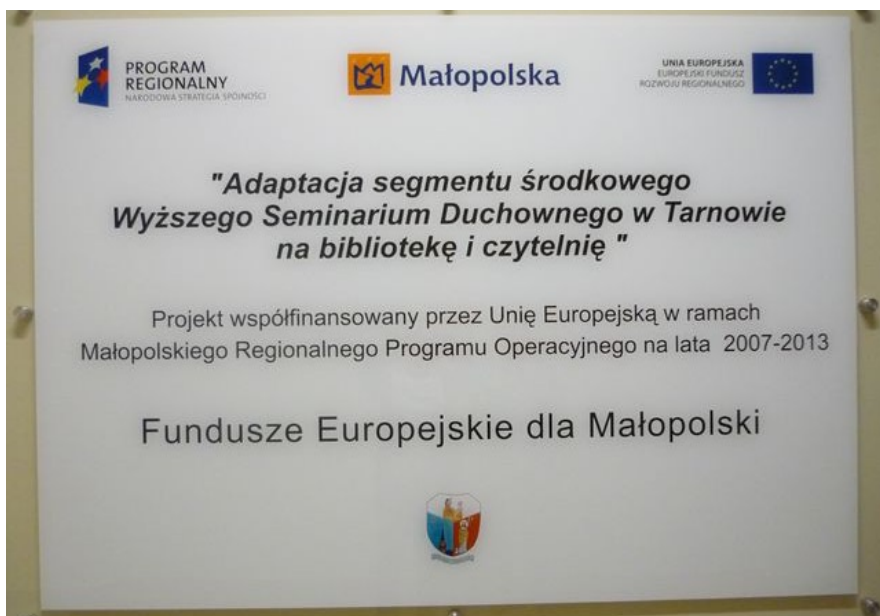 PROGRAM
REGIONALNY
NARODOWA STRATEGIA SPÓJNOŚCI
Małopolska
UNIA EUROPEJSKA
EUROPEJSKI FUNDUSZ
ROZWOJU REGIONALNEGO
"Adaptacja segmentu środkowego
Wyższego Seminarium Duchownego w Tarnowie
na bibliotekę i czytelnię "
Projekt współfinansowany przez Unię Europejską w ramach
Małopolskiego Regionalnego Programu Operacyjnego na lata 2007-2013
Fundusze Europejskie dla Małopolski